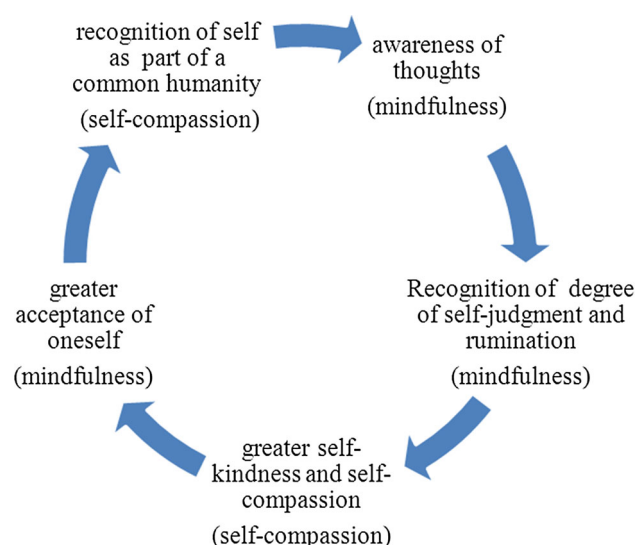 recognition of self
as part of a
common humanity
(self-compassion)
awareness of
thoughts
(mindfulness)
Recognition of degree
of self-judgment and
rumination
(mindfulness)
greater self-
kindness and self-
compassion
(self-compassion)
greater
acceptance of
oneself
(mindfulness)